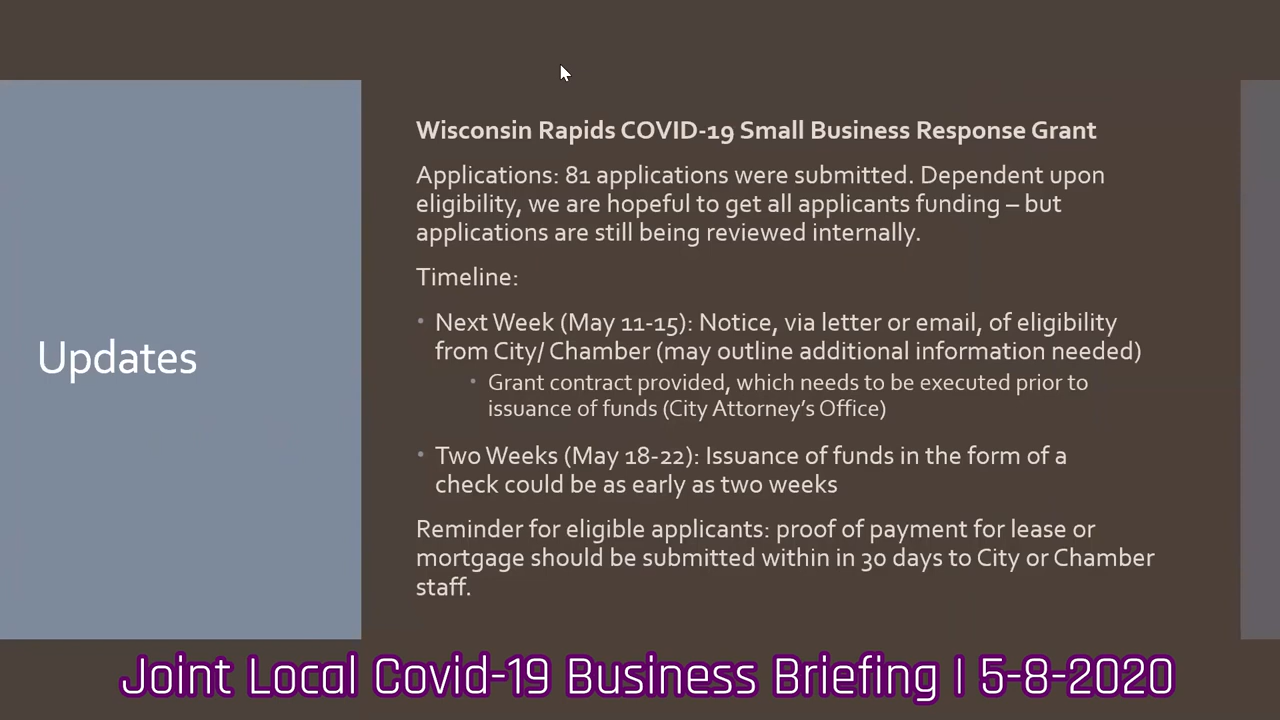 Wisconsin Rapids COVID-19 Small Business Response Grant
Applications: 81 applications were submitted. Dependent upon
eligibility, we are hopeful to get all applicants funding – but
applications are still being reviewed internally.
Timeline:
• Next Week (May 11-15): Notice, via letter or email, of eligibility
from City/ Chamber (may outline additional information needed)
• Grant contract provided, which needs to be executed prior to
issuance of funds (City Attorney's Office)
• Two Weeks (May 18-22): Issuance of funds in the form of a
check could be as early as two weeks
Reminder for eligible applicants: proof of payment for lease or
mortgage should be submitted within in 30 days to City or Chamber
staff.
Updates
Joint Local Covid-19 Business Briefing | 5-8-2020